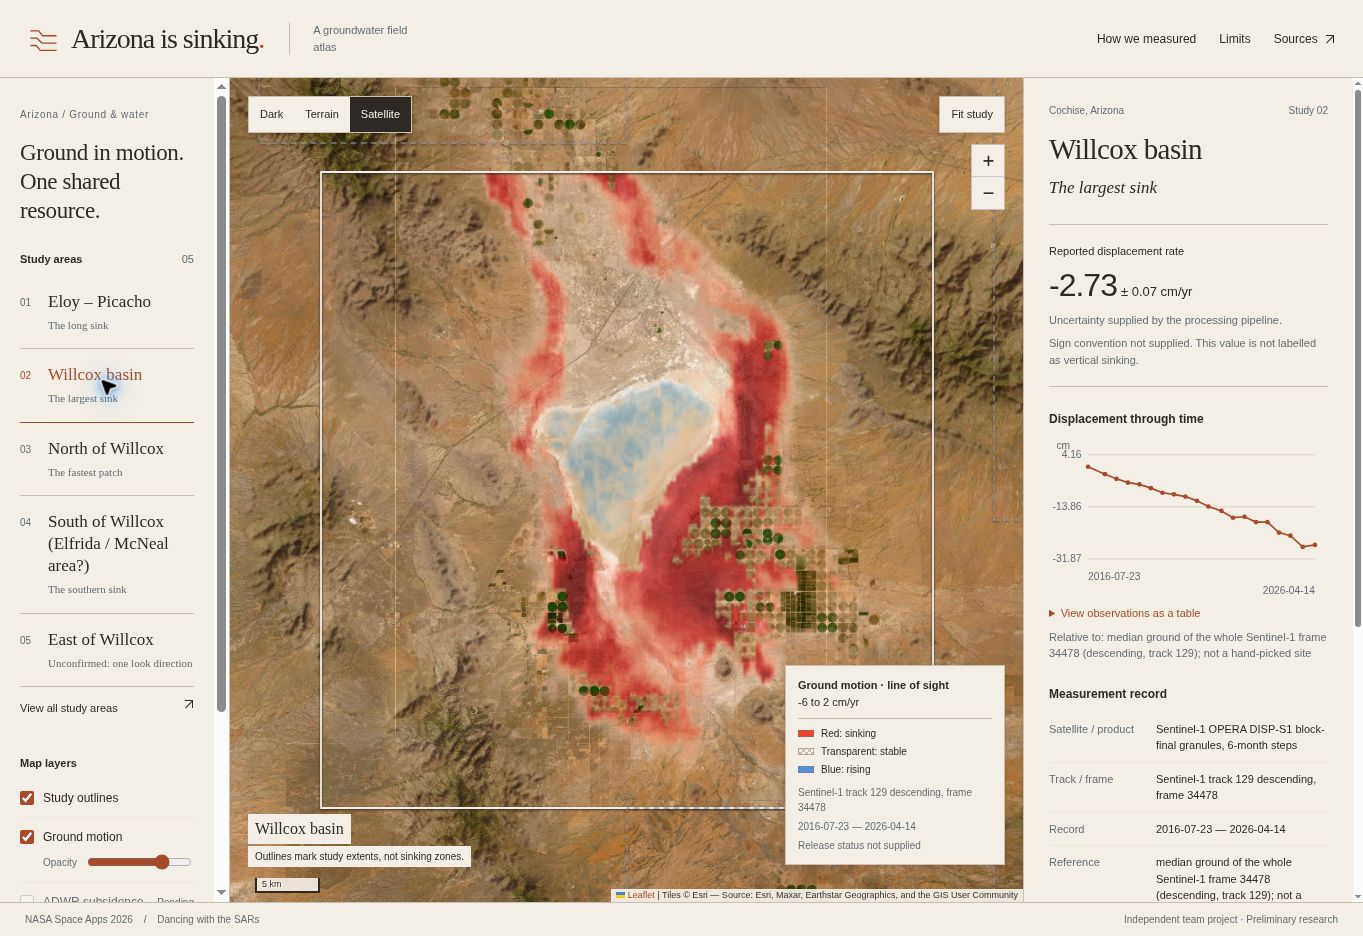 Arizona is sinking.
A groundwater field
atlas
How we measured
Limits
Sources
Arizona / Ground & water
Ground in motion.
One shared
resource.
Study areas
05
01
Eloy – Picacho
The long sink
02
Willcox basin
The largest sink
03
North of Willcox
The fastest patch
04
South of Willcox
(Elfrida / McNeal
area?)
The southern sink
05
East of Willcox
Unconfirmed: one look direction
View all study areas
Map layers
Study outlines
Ground motion
Opacity
ADWR subsidence
Pending
Dark
Terrain
Satellite
Fit study
+
−
Ground motion · line of sight
-6 to 2 cm/yr
Red: sinking
Transparent: stable
Blue: rising
Sentinel-1 track 129 descending, frame
34478
2016-07-23 — 2026-04-14
Release status not supplied
Willcox basin
Outlines mark study extents, not sinking zones.
5 km
Leaflet | Tiles © Esri — Source: Esri, Maxar, Earthstar Geographics, and the GIS User Community
Cochise, Arizona
Study 02
Willcox basin
The largest sink
Reported displacement rate
-2.73 ± 0.07 cm/yr
Uncertainty supplied by the processing pipeline.
Sign convention not supplied. This value is not labelled
as vertical sinking.
Displacement through time
cm
4.16
-13.86
-31.87
2016-07-23
2026-04-14
View observations as a table
Relative to: median ground of the whole Sentinel-1 frame
34478 (descending, track 129); not a hand-picked site
Measurement record
Satellite / product
Sentinel-1 OPERA DISP-S1 block-
final granules, 6-month steps
Track / frame
Sentinel-1 track 129 descending,
frame 34478
Record
2016-07-23 — 2026-04-14
Reference
median ground of the whole
Sentinel-1 frame 34478
(descending, track 129); not a
NASA Space Apps 2026 / Dancing with the SARs
Independent team project · Preliminary research